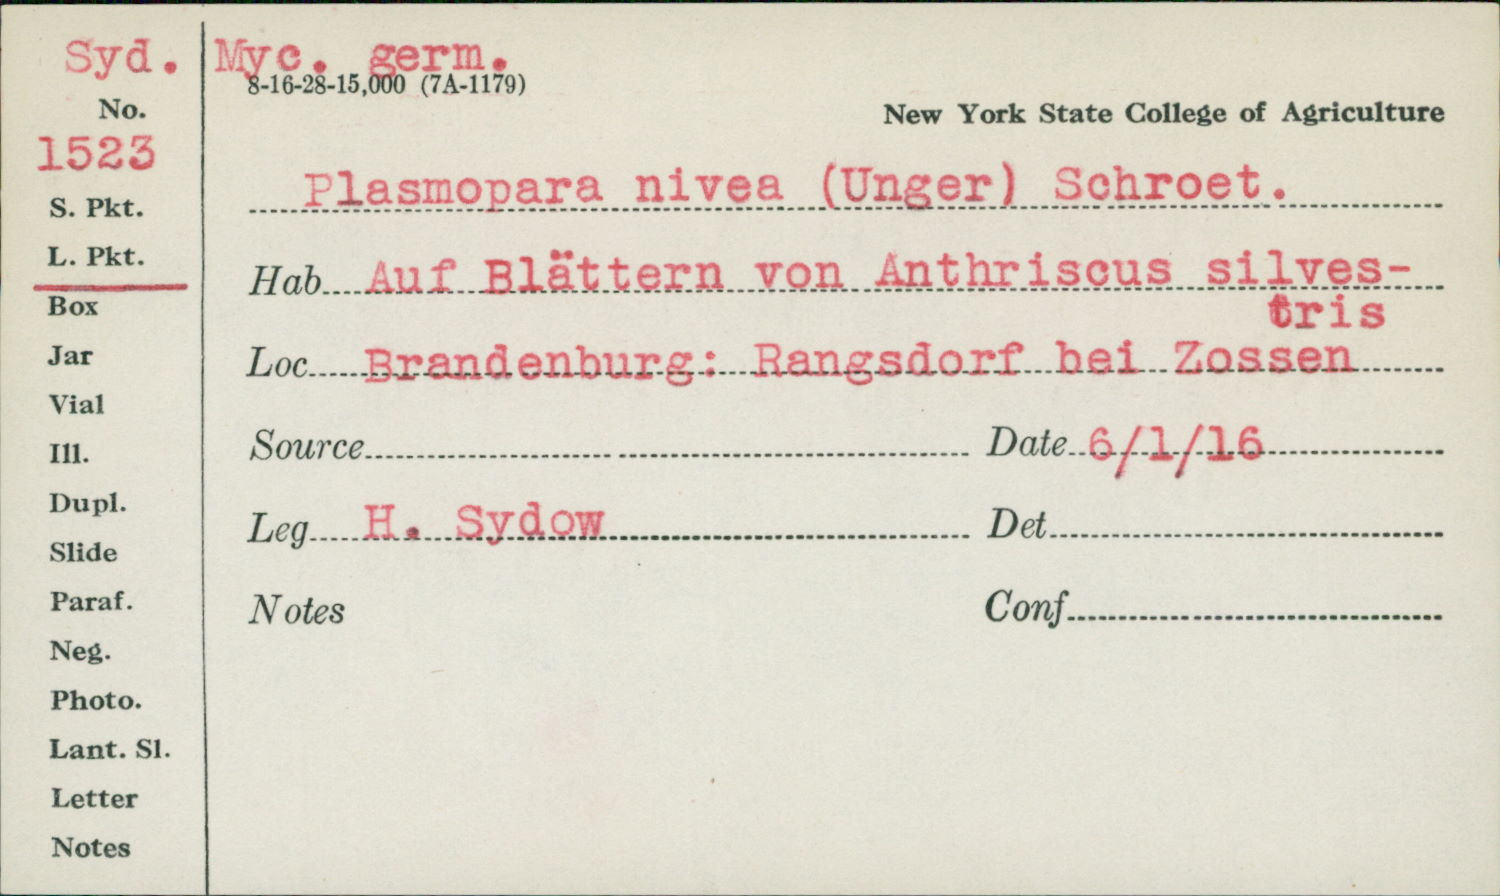 Syd. Myc. germ.
8-16-28-15,000 (7A-1179)
No.
New York State College of Agriculture
1523
Plasmopara nivea (Unger) Schroet.
S. Pkt.
L. Pkt.
Hab. Auf Blättern von Anthriscus silves-
tris
Box
Jar
Loc. Brandenburg: Rangsdorf bei Zossen
Vial
Ill.
Source Date 6/1/16
Dupl.
Leg. H. Sydow Det.
Slide
Paraf.
Notes Conf.
Neg.
Photo.
Lant. Sl.
Letter
Notes